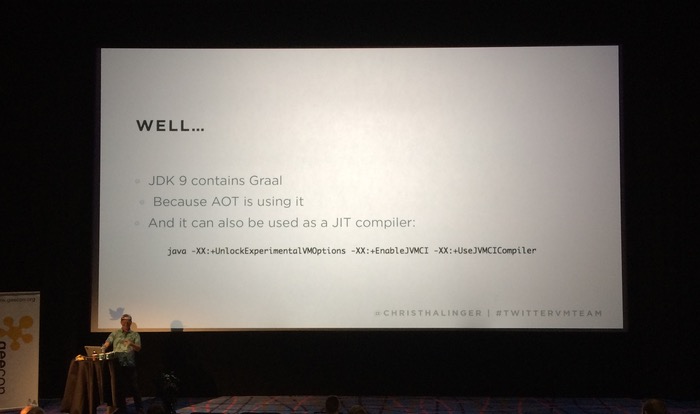 WELL...
JDK 9 contains Graal
Because AOT is using it
And it can also be used as a JIT compiler:
java -XX:+UnlockExperimentalVMOptions -XX:+EnableJVMCI -XX:+UseJVMCICompiler
@CHRISTHALINGER | #TWITTERVMTEAM
geecon